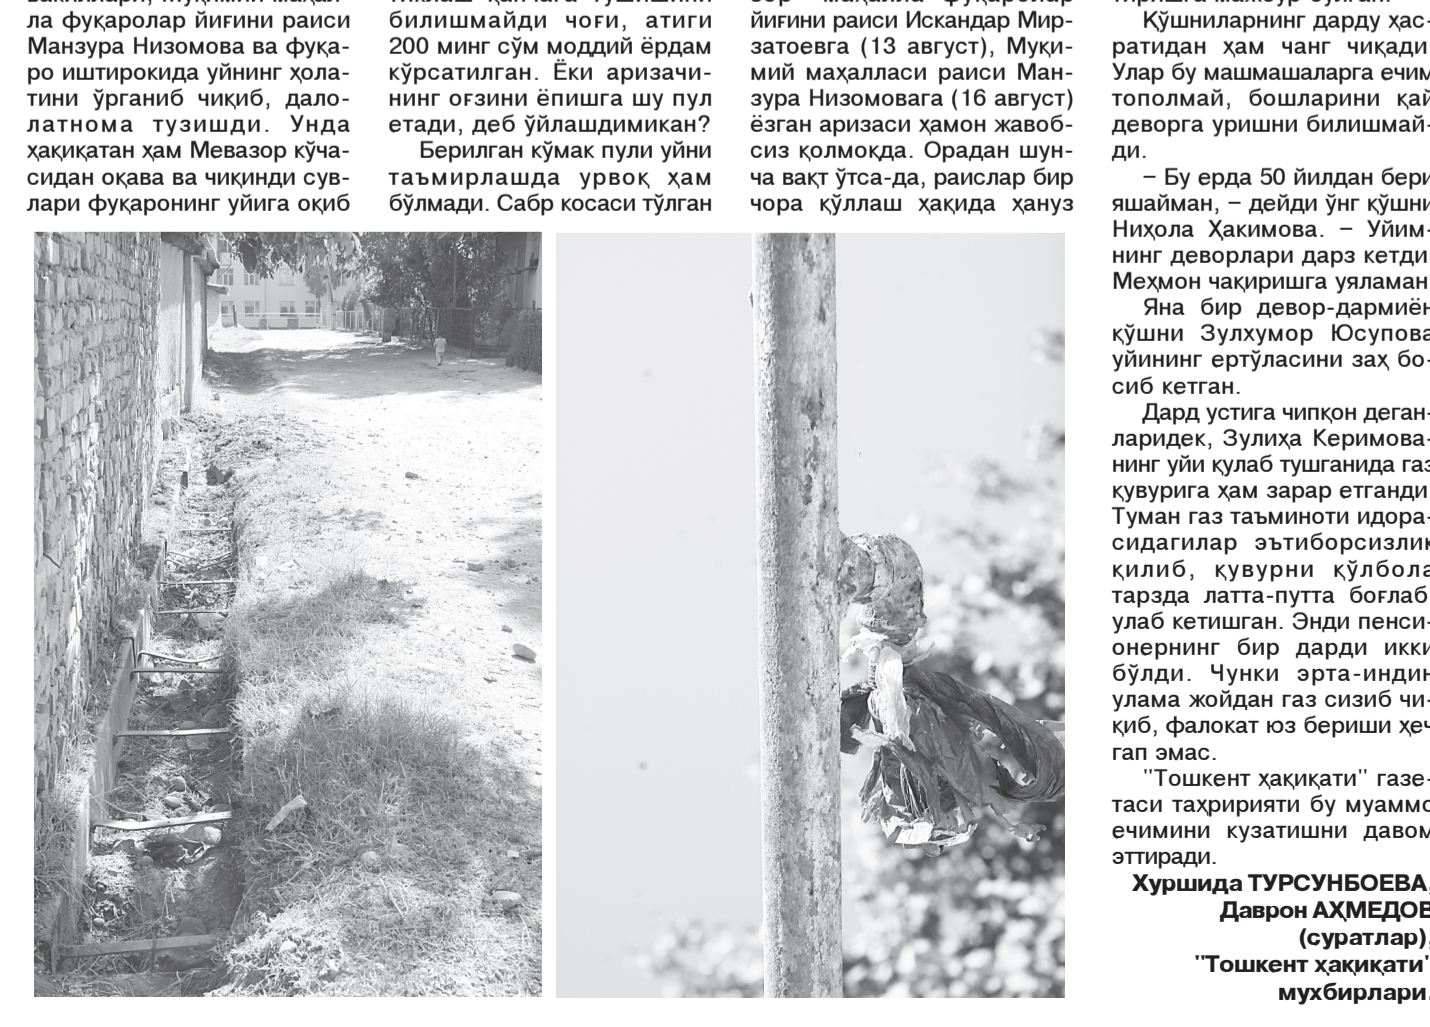 ла фуқаролар йиғини раиси
Манзура Низомова ва фуқа-
ро иштирокида уйнинг ҳола-
тини ўрганиб чиқиб, дало-
латнома тузишди. Унда
ҳақиқатан ҳам Мевазор кўча-
сидан оқава ва чиқинди сув-
лари фуқаронинг уйига оқиб
билишмайди чоғи, атиги
200 минг сўм моддий ёрдам
кўрсатилган. Ёки аризачи-
нинг оғзини ёпишга шу пул
етади, деб ўйлашдимикан?
Берилган кўмак пули уйни
таъмирлашда урвоқ ҳам
бўлмади. Сабр косаси тўлган
йиғини раиси Искандар Мир-
затоевга (13 август), Муқи-
мий маҳалласи раиси Ман-
зура Низомовага (16 август)
ёзган аризаси ҳамон жавоб-
сиз қолмоқда. Орадан шун-
ча вақт ўтса-да, раислар бир
чора қўллаш ҳақида ҳануз
Қўшниларнинг дарду ҳас-
ратидан ҳам чанг чиқади
Улар бу машмашаларга ечим
тополмай, бошларини қай
деворга уришни билишмай-
ди.
– Бу ерда 50 йилдан бери
яшайман, – дейди ўнг қўшни
Ниҳола Ҳакимова. – Уйим-
нинг деворлари дарз кетди
Меҳмон чақиришга уяламан
Яна бир девор-дармиён
қўшни Зулхумор Юсупова
уйининг ертўласини заҳ бо-
сиб кетган.
Дард устига чипқон деган-
ларидек, Зулиҳа Керимова-
нинг уйи қулаб тушганида газ
қувурига ҳам зарар етганди
Туман газ таъминоти идора-
сидагилар эътиборсизлик
қилиб, қувурни қўлбола
тарзда латта-путта боғлаб
улаб кетишган. Энди пенси-
онернинг бир дарди икки
бўлди. Чунки эрта-индин
улама жойдан газ сизиб чи-
қиб, фалокат юз бериши ҳеч
гап эмас.
"Тошкент ҳақиқати" газе-
таси таҳририяти бу муаммо
ечимини кузатишни давом
эттиради.
Хуршида ТУРСУНБОЕВА,
Даврон АҲМЕДОВ
(суратлар),
"Тошкент ҳақиқати"
мухбирлари.